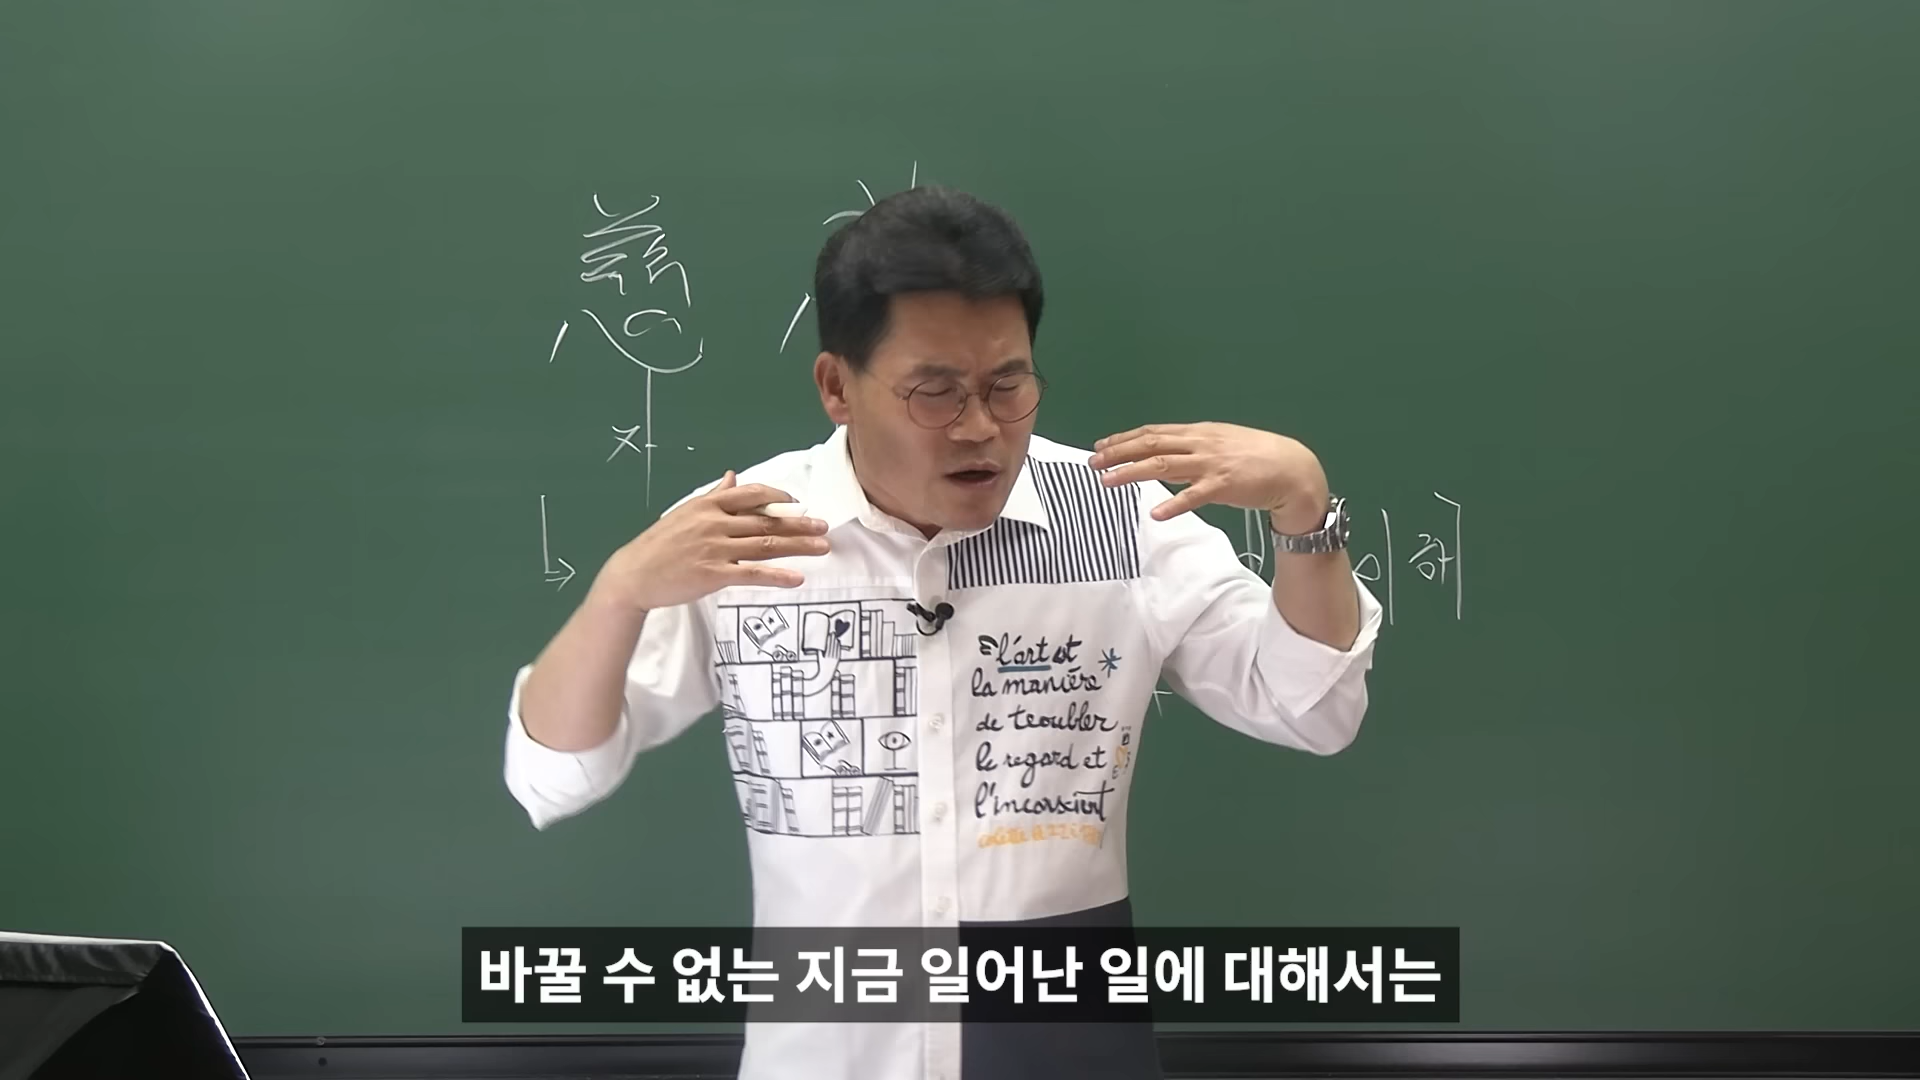 慈
자
이해
l'art est
la manière
de troubler
le regard et
l'inconscient
바꿀 수 없는 지금 일어난 일에 대해서는